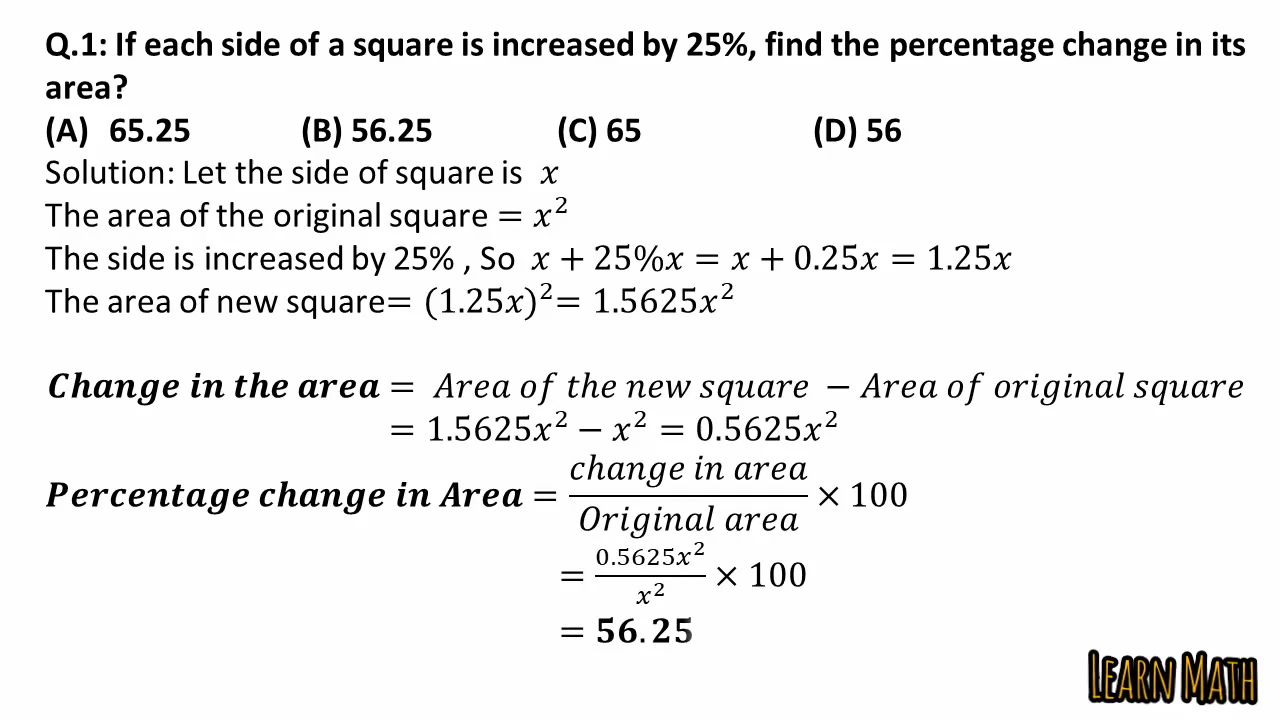 Q.1: If each side of a square is increased by 25%, find the percentage change in its
area?
(A) 65.25 (B) 56.25 (C) 65 (D) 56
Solution: Let the side of square is x
The area of the original square = x²
The side is increased by 25% , So x + 25%x = x + 0.25x = 1.25x
The area of new square= (1.25x)²= 1.5625x²
Change in the area = Area of the new square − Area of original square
= 1.5625x² − x² = 0.5625x²
Percentage change in Area = change in area / Original area × 100
= 0.5625x² / x² × 100
= 56.25
LEARN MATH